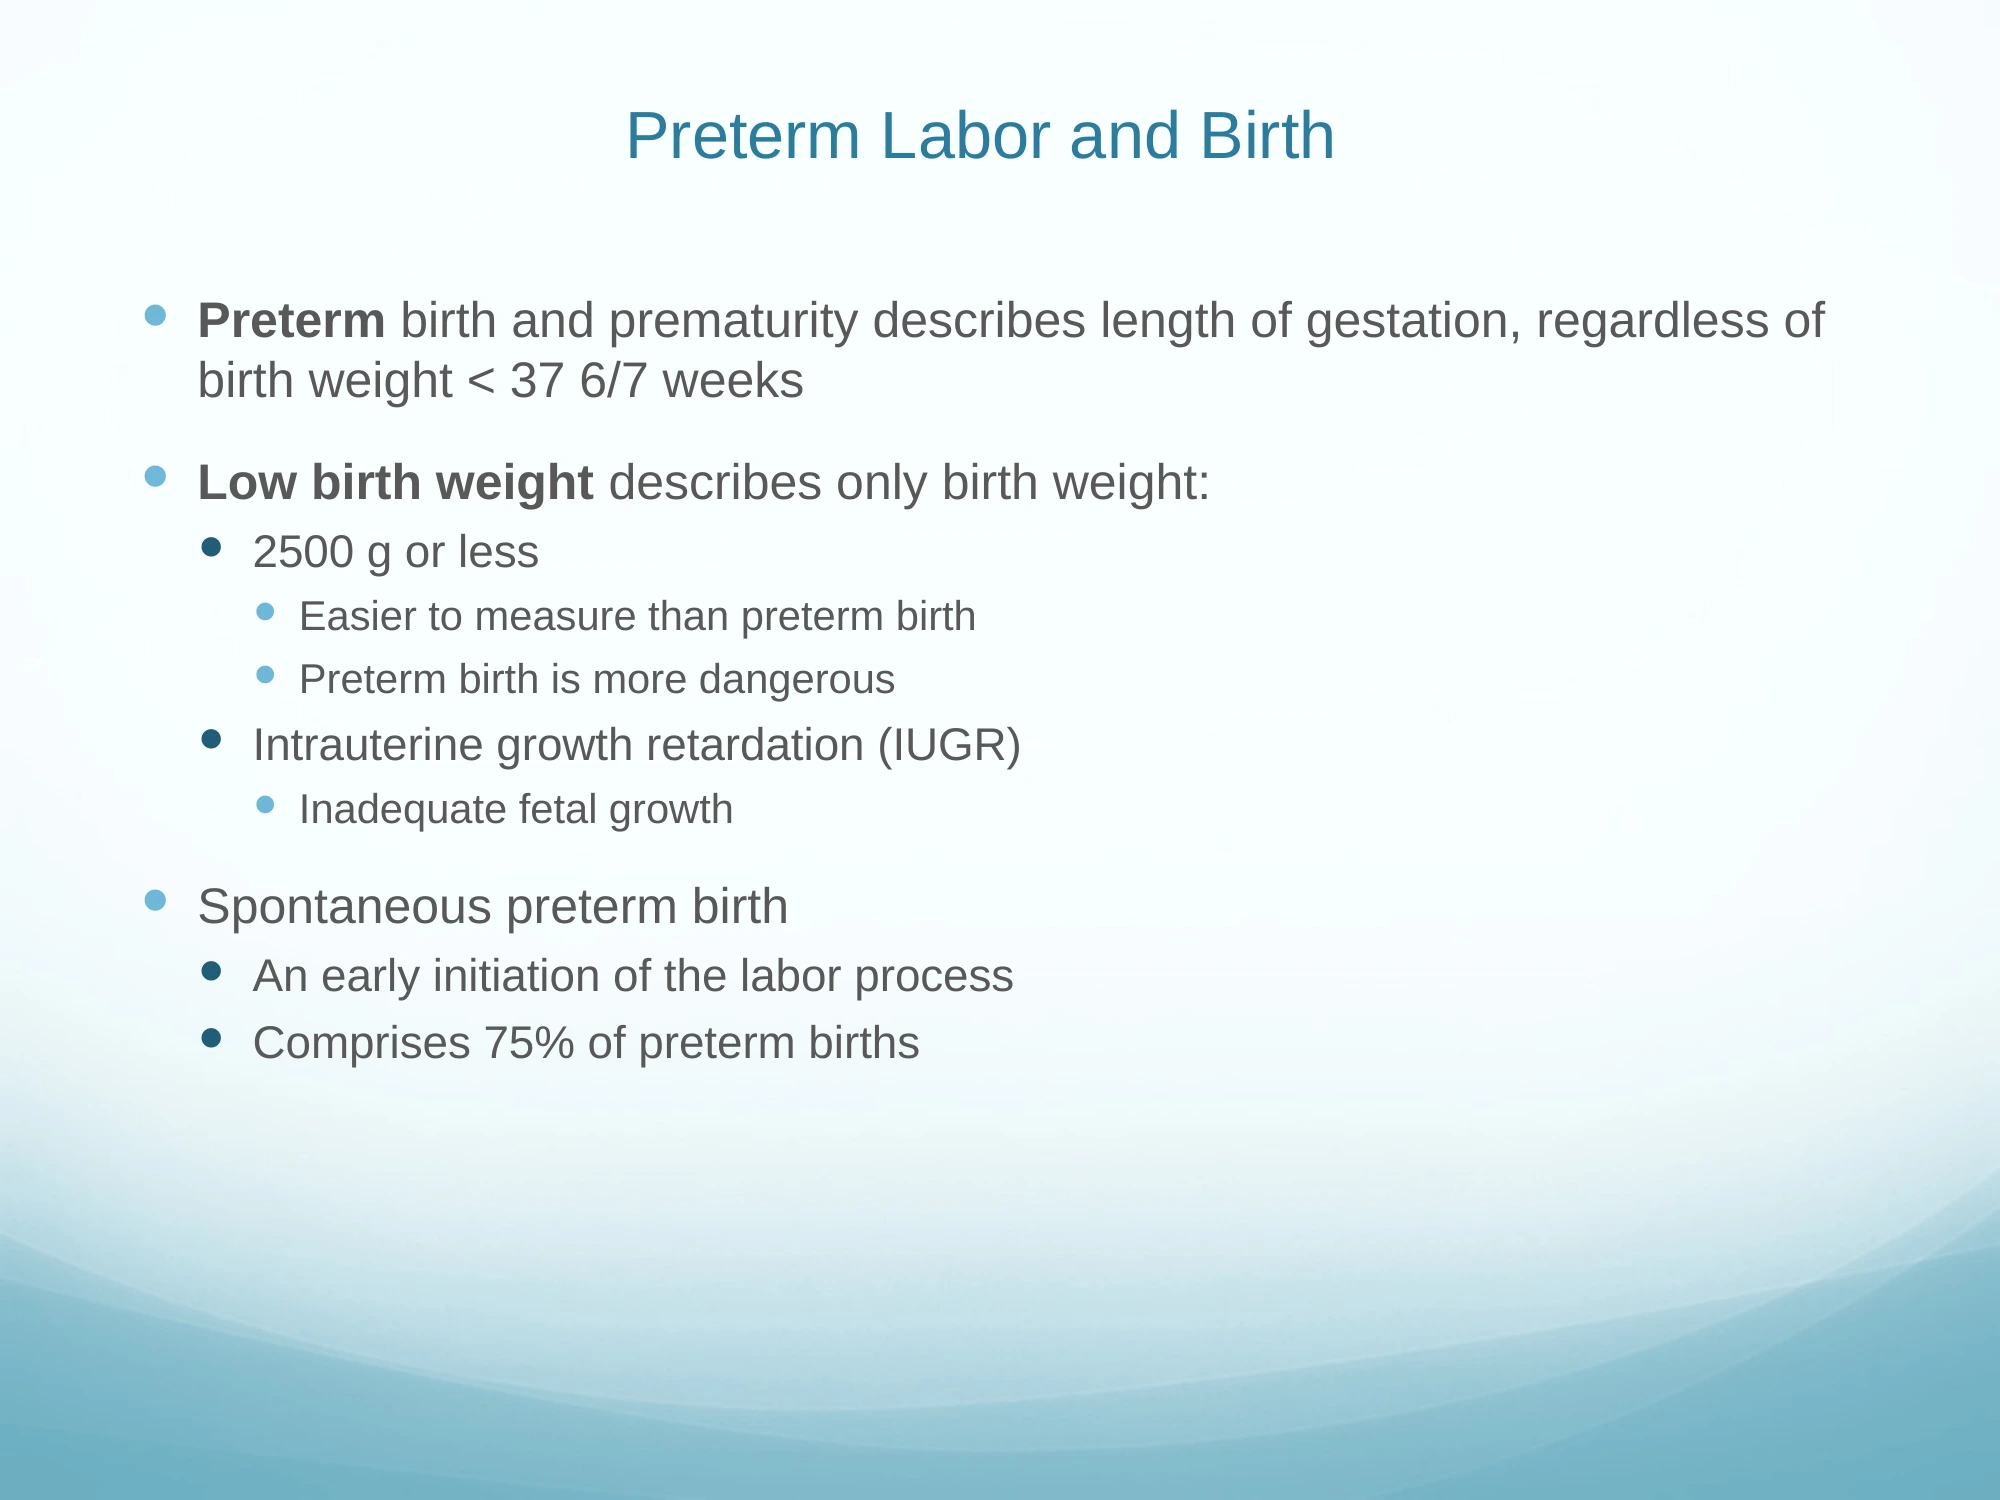 Preterm Labor and Birth
Preterm birth and prematurity describes length of gestation, regardless of
birth weight < 37 6/7 weeks
Low birth weight describes only birth weight:
2500 g or less
Easier to measure than preterm birth
Preterm birth is more dangerous
Intrauterine growth retardation (IUGR)
Inadequate fetal growth
Spontaneous preterm birth
An early initiation of the labor process
Comprises 75% of preterm births